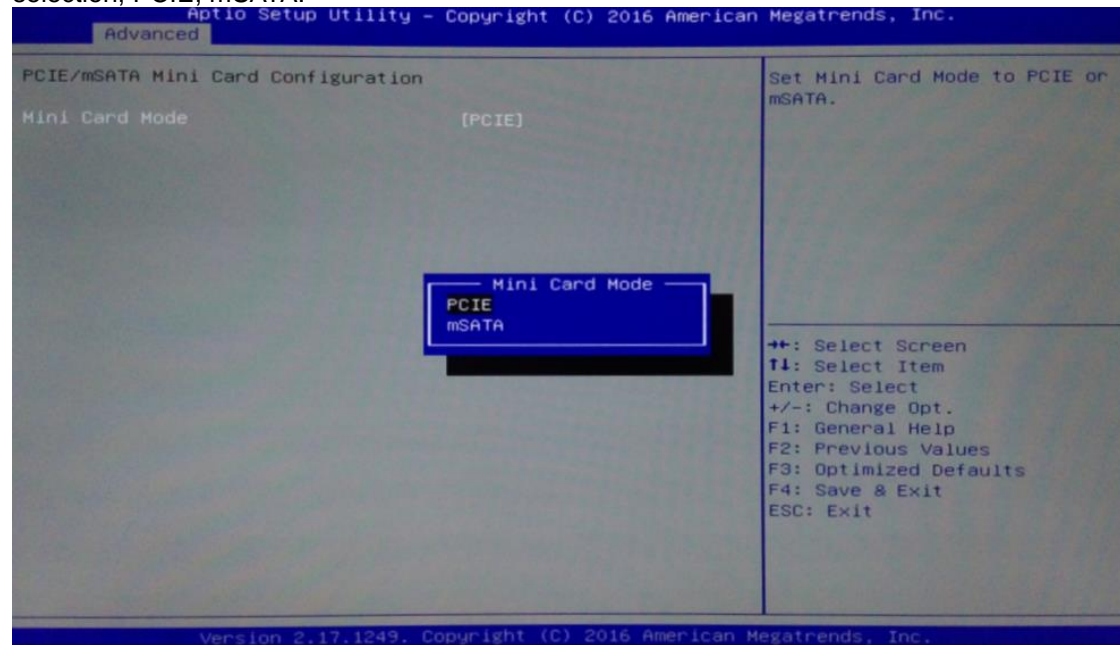 selection, PCIE, mSATA.
Aptio Setup Utility – Copyright (C) 2016 American Megatrends, Inc.
Advanced
PCIE/mSATA Mini Card Configuration
Mini Card Mode [PCIE]
Set Mini Card Mode to PCIE or
mSATA.
Mini Card Mode
PCIE
mSATA
→←: Select Screen
↑↓: Select Item
Enter: Select
+/-: Change Opt.
F1: General Help
F2: Previous Values
F3: Optimized Defaults
F4: Save & Exit
ESC: Exit
Version 2.17.1249. Copyright (C) 2016 American Megatrends, Inc.